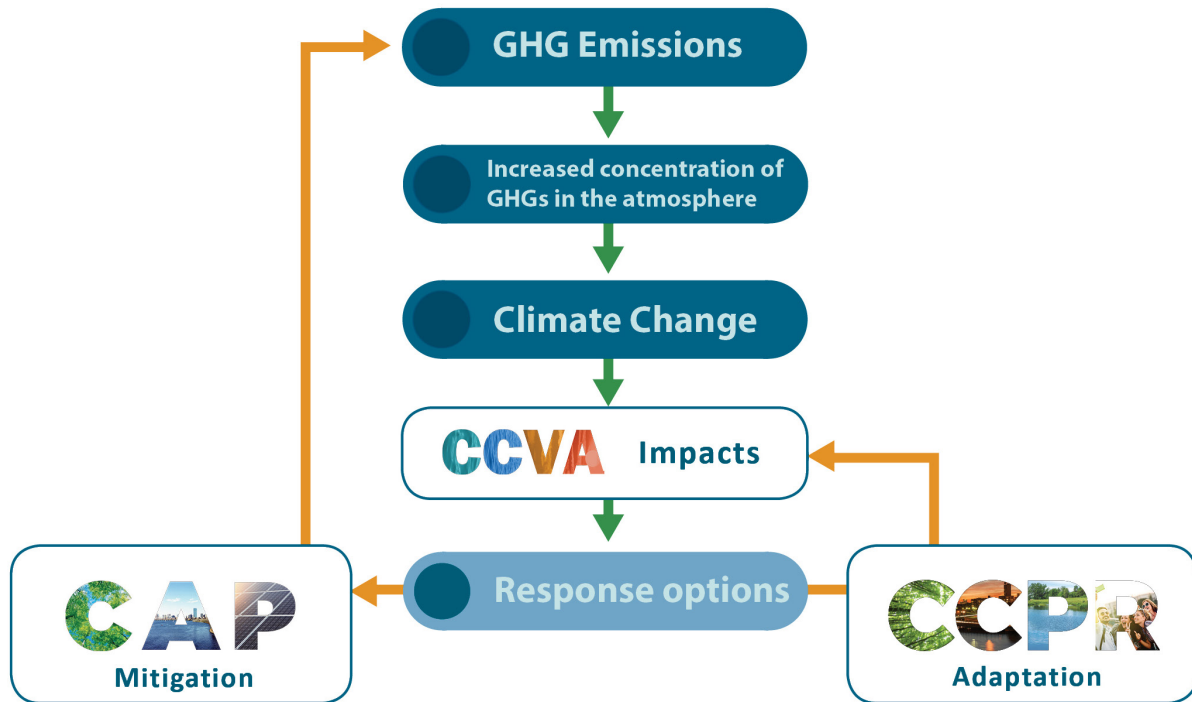 GHG Emissions
Increased concentration of
GHGs in the atmosphere
Climate Change
CCVA Impacts
Response options
CAP
Mitigation
CCPR
Adaptation